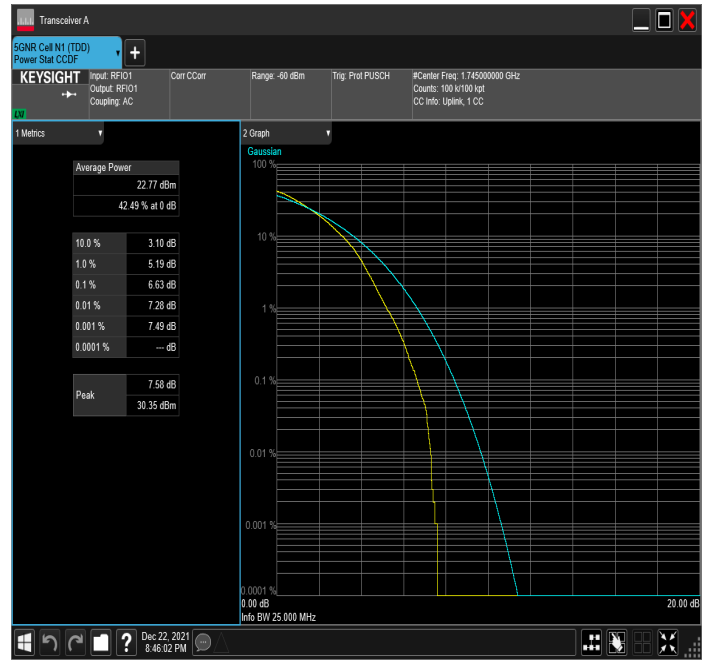 Transceiver A
5GNR Cell N1 (TDD)
Power Stat CCDF
KEYSIGHT
LXI
Input: RFIO1
Output: RFIO1
Coupling: AC
Corr CCorr
Range: -60 dBm
Trig: Prot PUSCH
#Center Freq: 1.745000000 GHz
Counts: 100 k/100 kpt
CC Info: Uplink, 1 CC
1 Metrics
Average Power
22.77 dBm
42.49 % at 0 dB
10.0 % 3.10 dB
1.0 % 5.19 dB
0.1 % 6.63 dB
0.01 % 7.28 dB
0.001 % 7.49 dB
0.0001 % --- dB
Peak
7.58 dB
30.35 dBm
2 Graph
Gaussian
100 %
10 %
1 %
0.1 %
0.01 %
0.001 %
0.0001 %
0.00 dB 20.00 dB
Info BW 25.000 MHz
?
Dec 22, 2021
8:46:02 PM